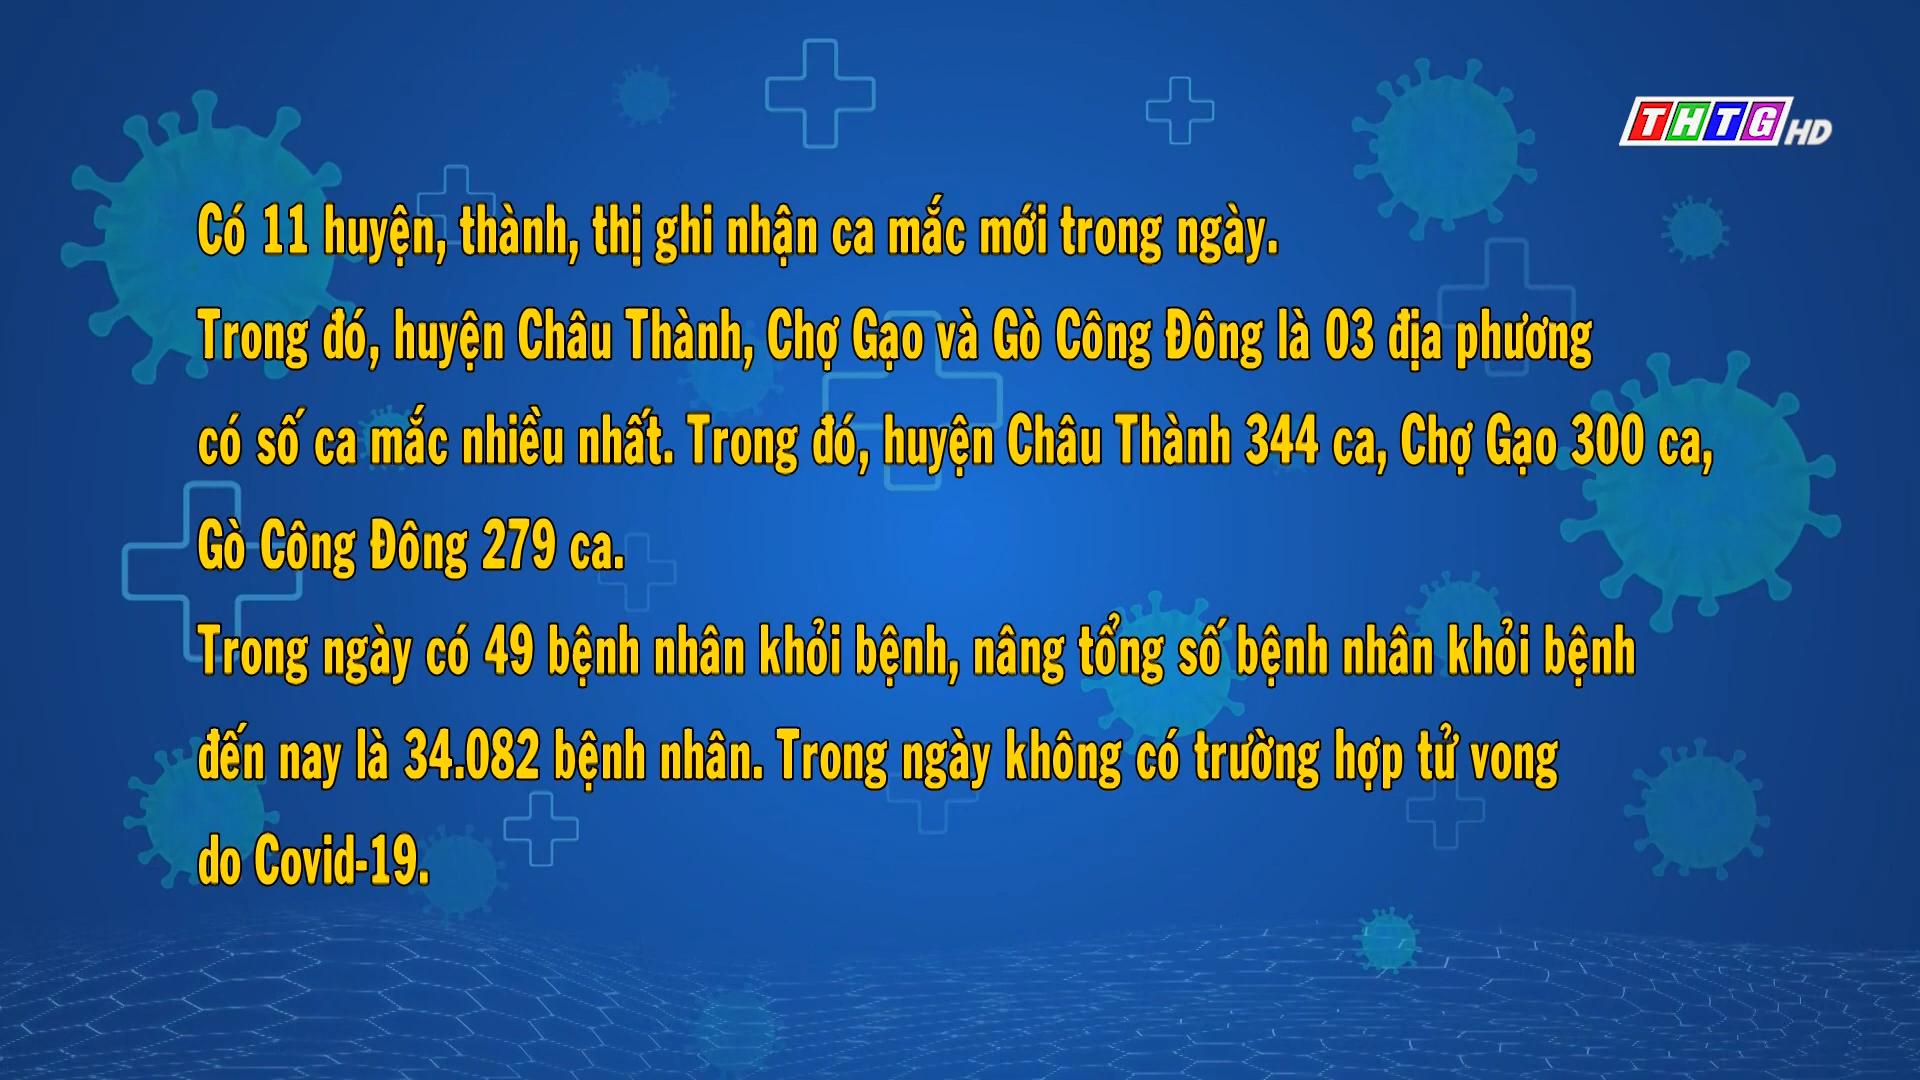 THTG HD
Có 11 huyện, thành, thị ghi nhận ca mắc mới trong ngày.
Trong đó, huyện Châu Thành, Chợ Gạo và Gò Công Đông là 03 địa phương
có số ca mắc nhiều nhất. Trong đó, huyện Châu Thành 344 ca, Chợ Gạo 300 ca,
Gò Công Đông 279 ca.
Trong ngày có 49 bệnh nhân khỏi bệnh, nâng tổng số bệnh nhân khỏi bệnh
đến nay là 34.082 bệnh nhân. Trong ngày không có trường hợp tử vong
do Covid-19.